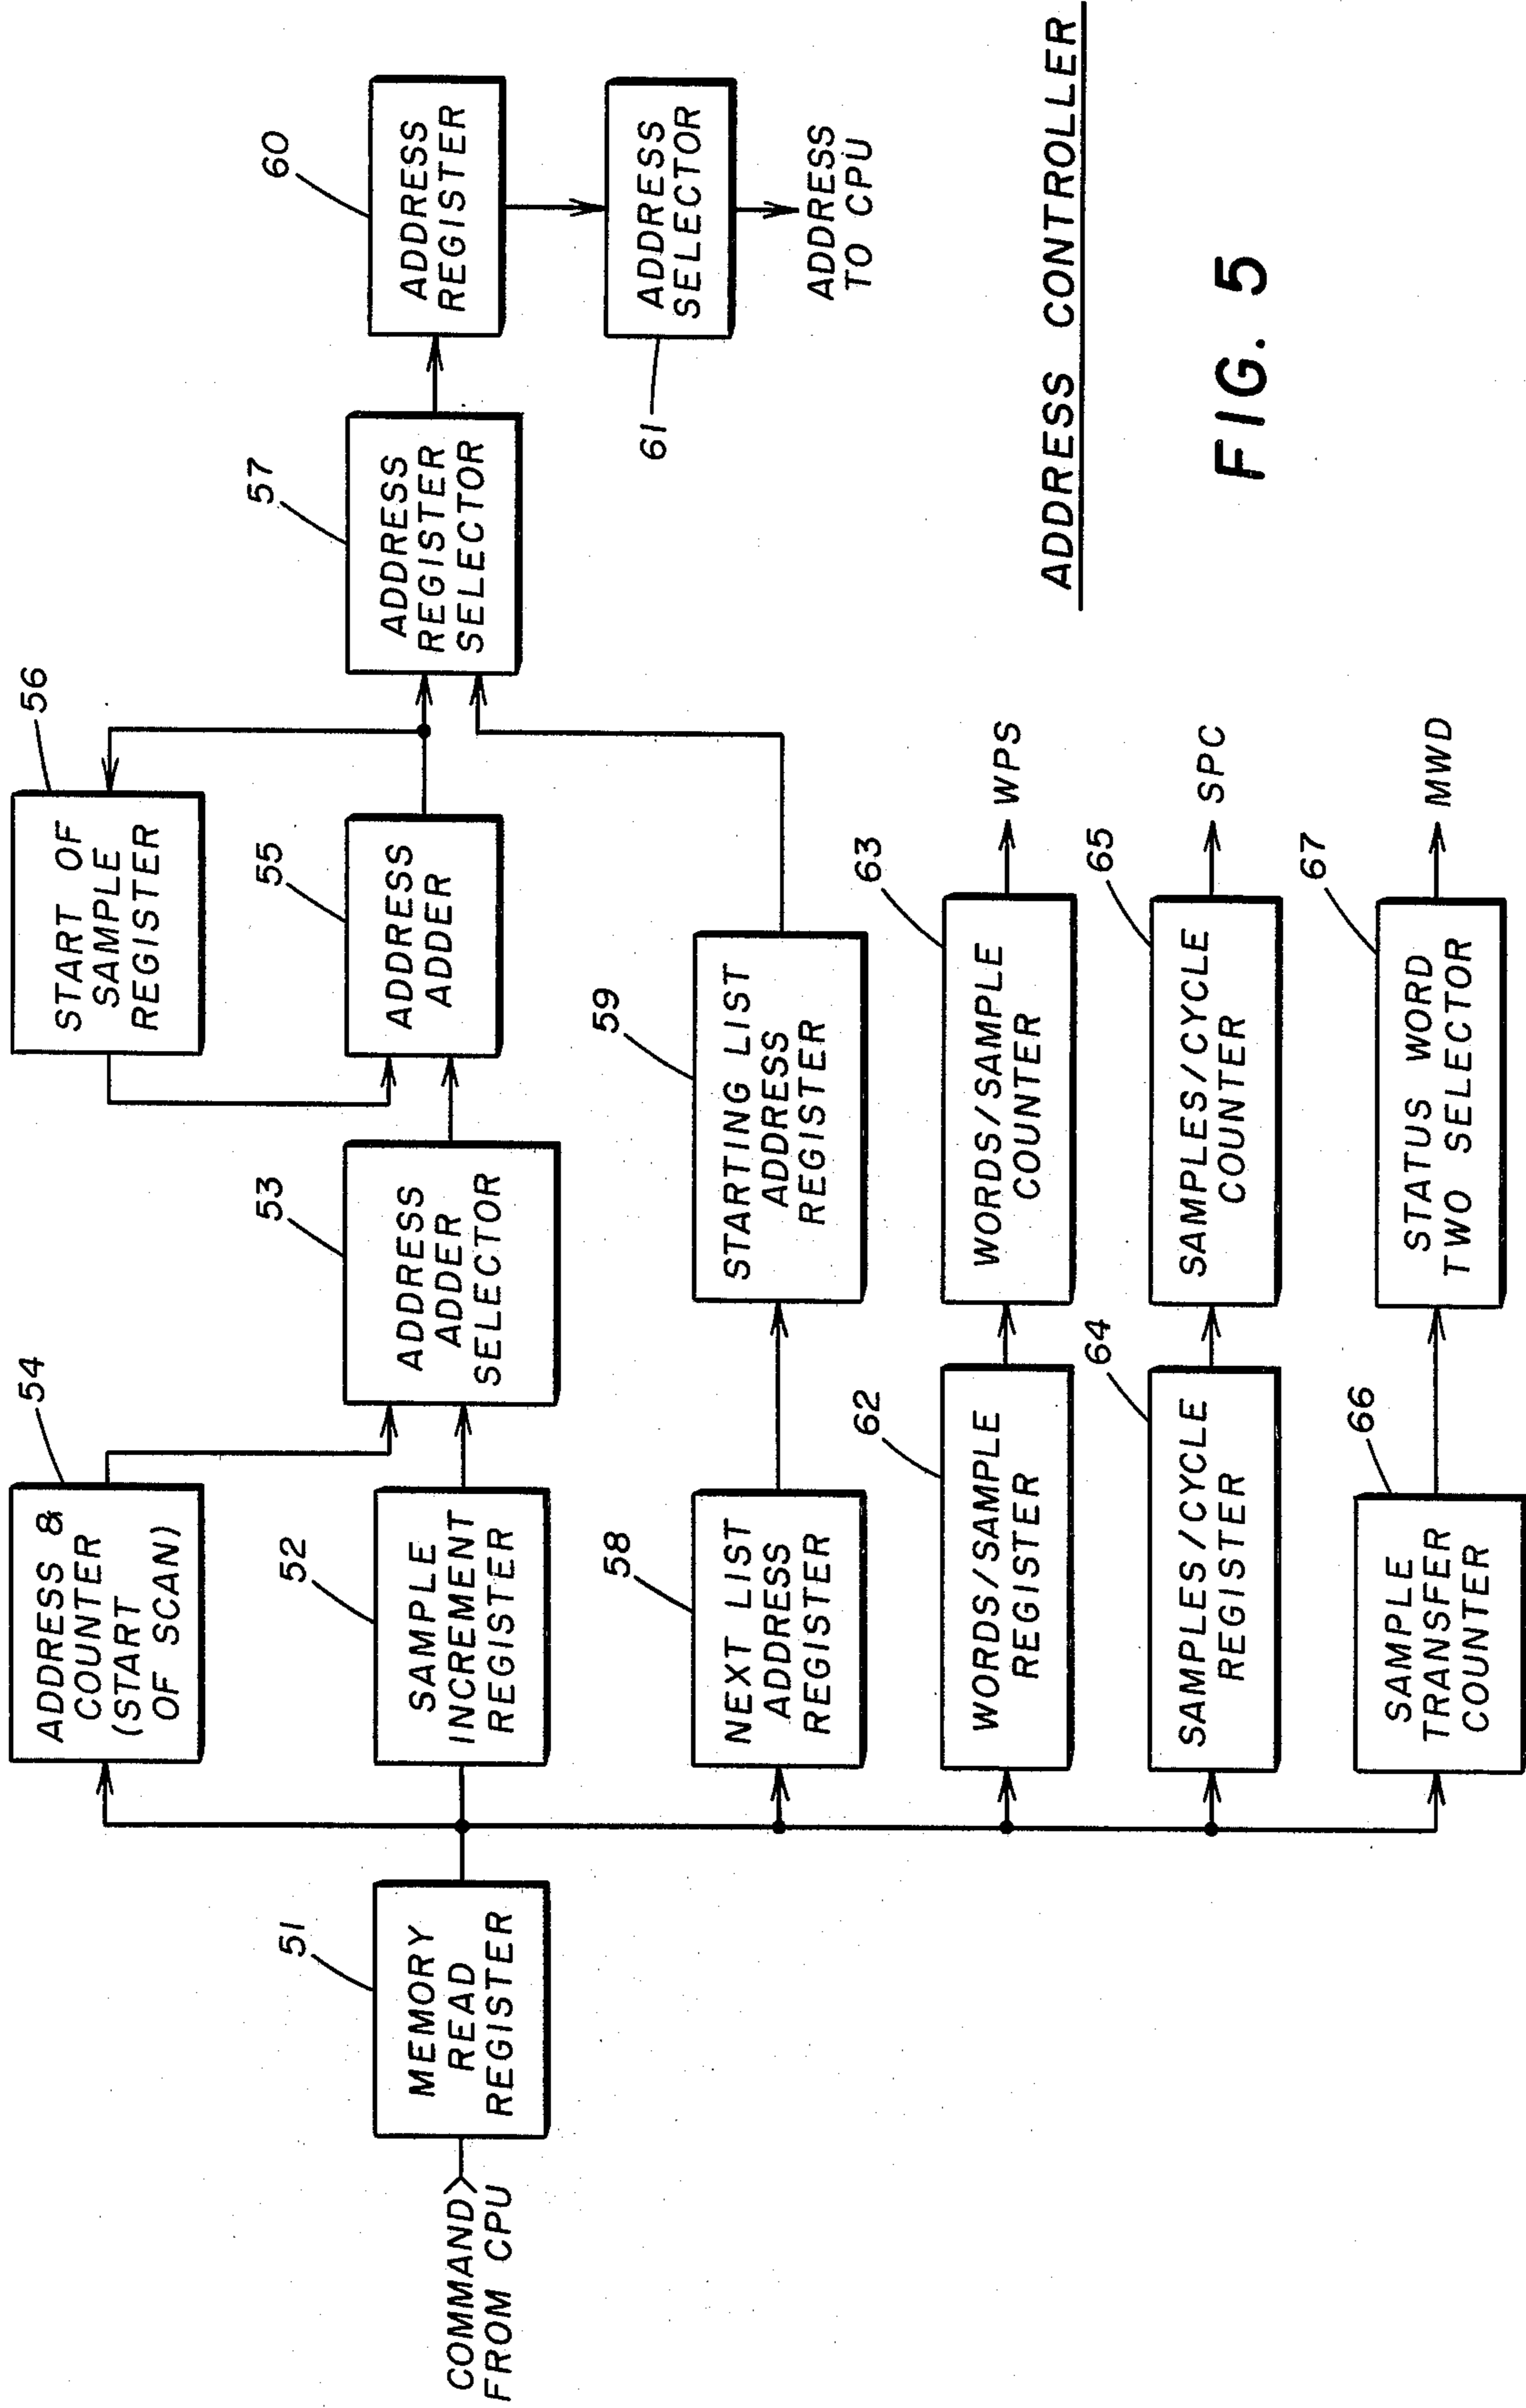 54
ADDRESS &
COUNTER
(START
OF SCAN)
56
START OF
SAMPLE
REGISTER
COMMAND
FROM CPU
51
MEMORY
READ
REGISTER
52
SAMPLE
INCREMENT
REGISTER
53
ADDRESS
ADDER
SELECTOR
55
ADDRESS
ADDER
57
ADDRESS
REGISTER
SELECTOR
60
ADDRESS
REGISTER
61
ADDRESS
SELECTOR
ADDRESS
TO CPU
58
NEXT LIST
ADDRESS
REGISTER
59
STARTING LIST
ADDRESS
REGISTER
62
WORDS/SAMPLE
REGISTER
63
WORDS/SAMPLE
COUNTER
WPS
64
SAMPLES/CYCLE
REGISTER
65
SAMPLES/CYCLE
COUNTER
SPC
66
SAMPLE
TRANSFER
COUNTER
67
STATUS WORD
TWO SELECTOR
MWD
ADDRESS CONTROLLER
FIG. 5